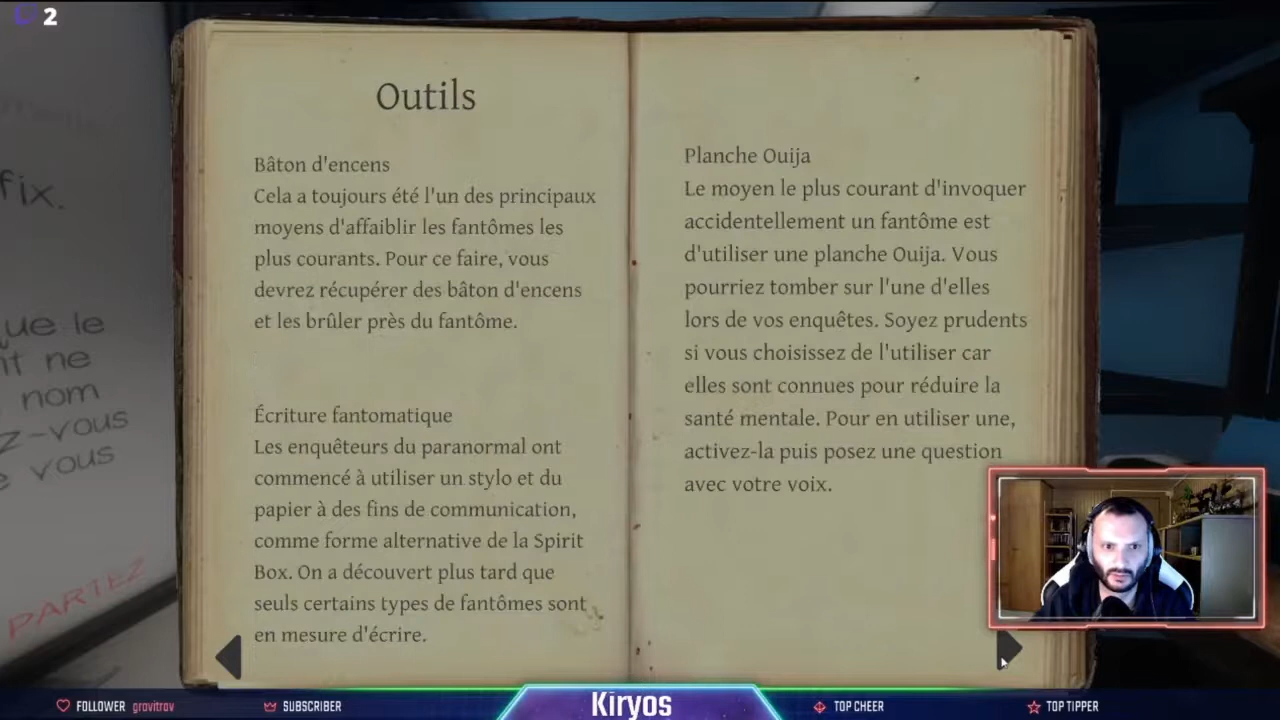 2
Outils
Bâton d'encens
Cela a toujours été l'un des principaux
moyens d'affaiblir les fantômes les
plus courants. Pour ce faire, vous
devrez récupérer des bâton d'encens
et les brûler près du fantôme.
Écriture fantomatique
Les enquêteurs du paranormal ont
commencé à utiliser un stylo et du
papier à des fins de communication,
comme forme alternative de la Spirit
Box. On a découvert plus tard que
seuls certains types de fantômes sont
en mesure d'écrire.
Planche Ouija
Le moyen le plus courant d'invoquer
accidentellement un fantôme est
d'utiliser une planche Ouija. Vous
pourriez tomber sur l'une d'elles
lors de vos enquêtes. Soyez prudents
si vous choisissez de l'utiliser car
elles sont connues pour réduire la
santé mentale. Pour en utiliser une,
activez-la puis posez une question
avec votre voix.
fix.
que le
nt ne
nom
z-vous
vous
PARTEZ
FOLLOWER gravitrav
SUBSCRIBER
Kiryos
TOP CHEER
TOP TIPPER